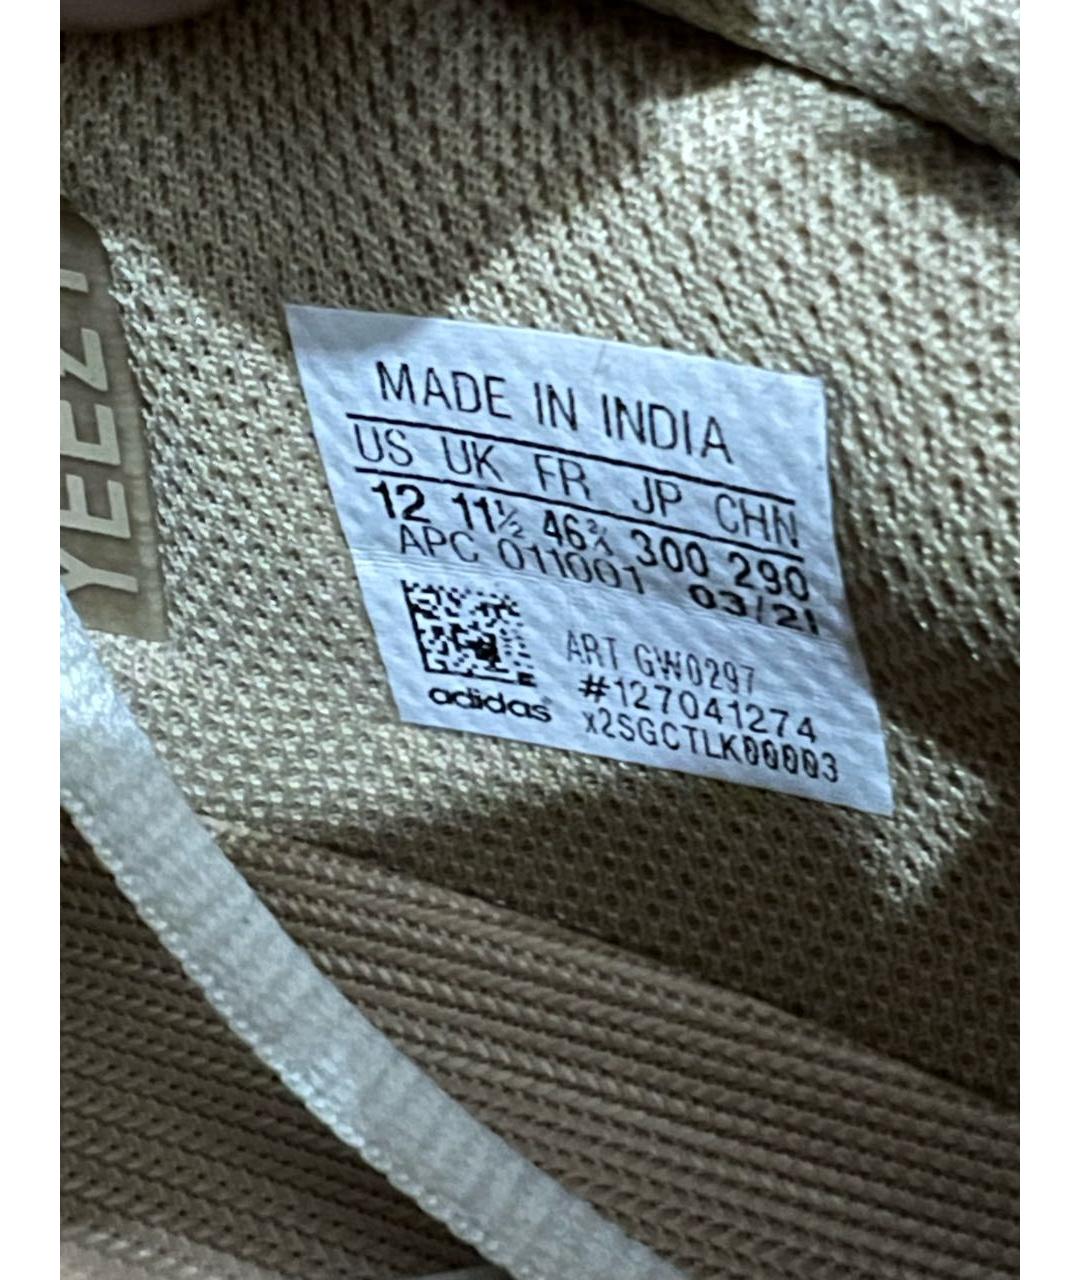 YEEZY
MADE IN INDIA
US UK FR JP CHN
12 11½ 46⅔ 300 290
APC 011001 03/21
ART GW0297
#127041274
x2SGCTLK00003
adidas